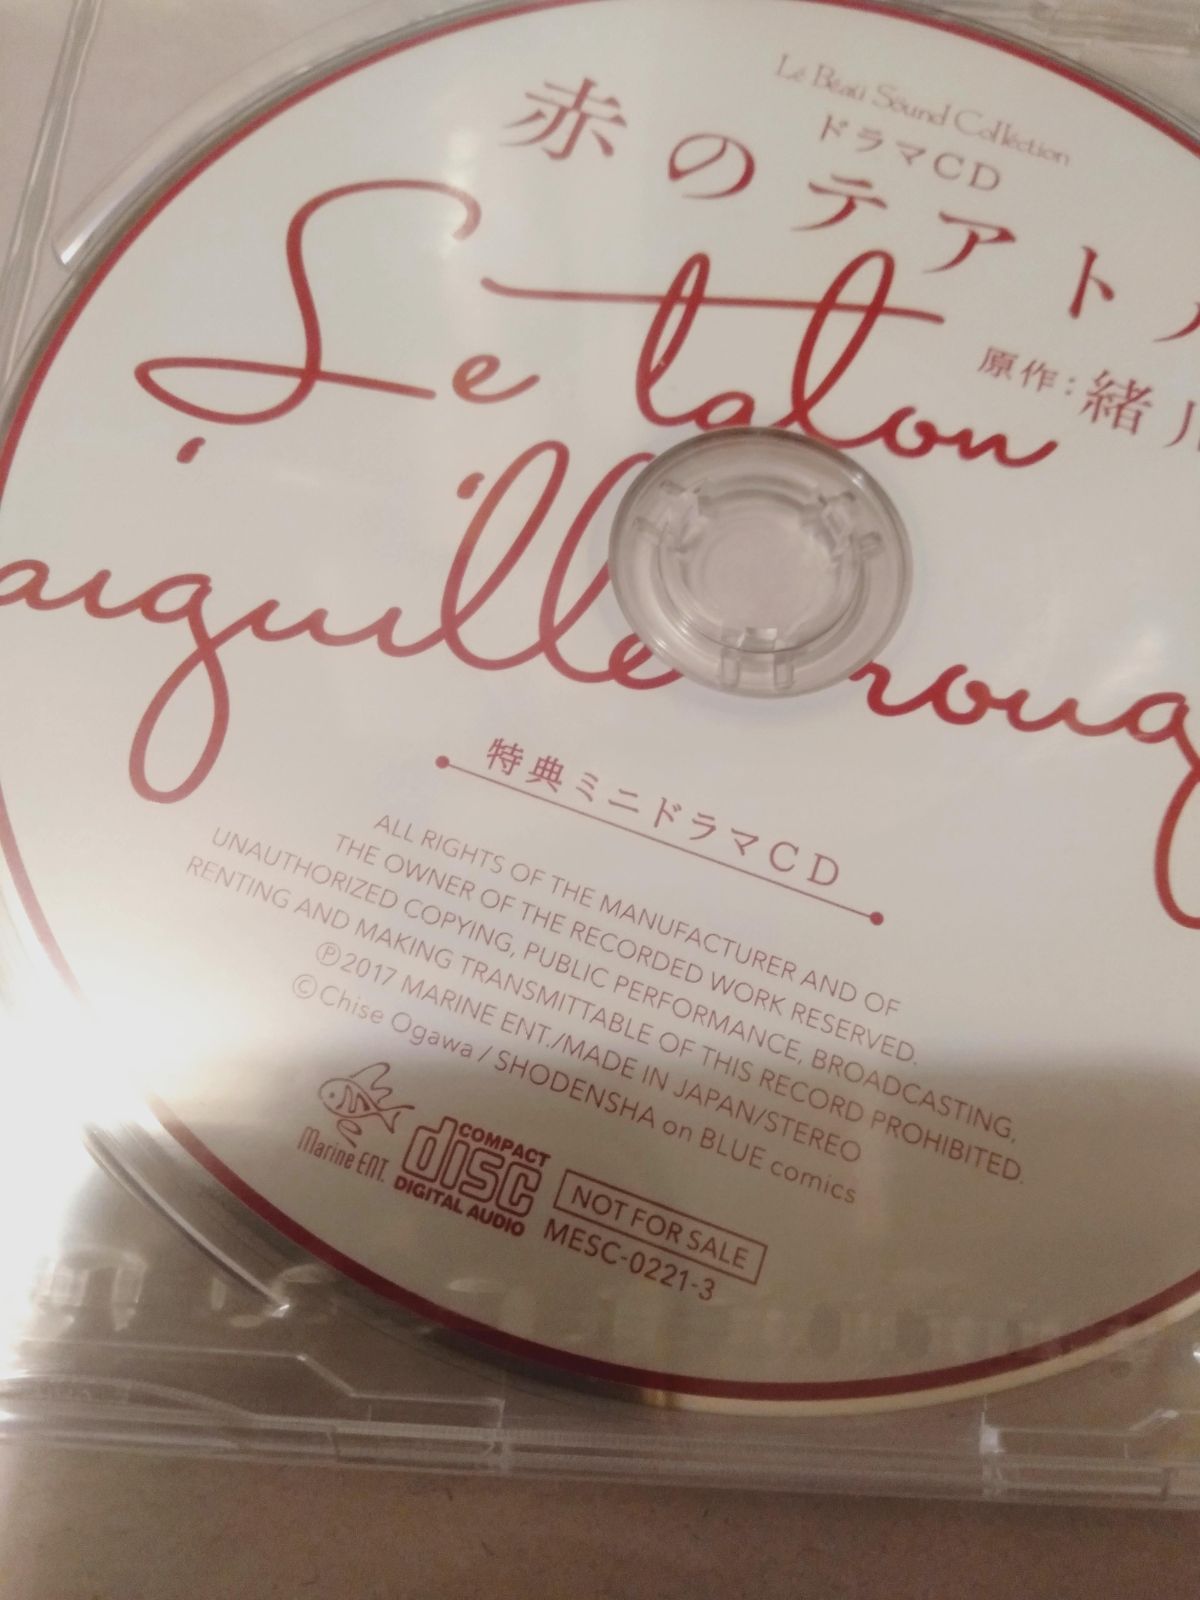 Le Beau Sound Collection
ドラマCD
赤のテアト
原作:緒川
Le talon
aiguille roug
特典ミニドラマCD
ALL RIGHTS OF THE MANUFACTURER AND OF
THE OWNER OF THE RECORDED WORK RESERVED.
UNAUTHORIZED COPYING, PUBLIC PERFORMANCE, BROADCASTING,
RENTING AND MAKING TRANSMITTABLE OF THIS RECORD PROHIBITED.
Ⓟ2017 MARINE ENT./MADE IN JAPAN/STEREO
©Chise Ogawa / SHODENSHA on BLUE comics
Marine ENT.
COMPACT
disc
DIGITAL AUDIO
NOT FOR SALE
MESC-0221-3